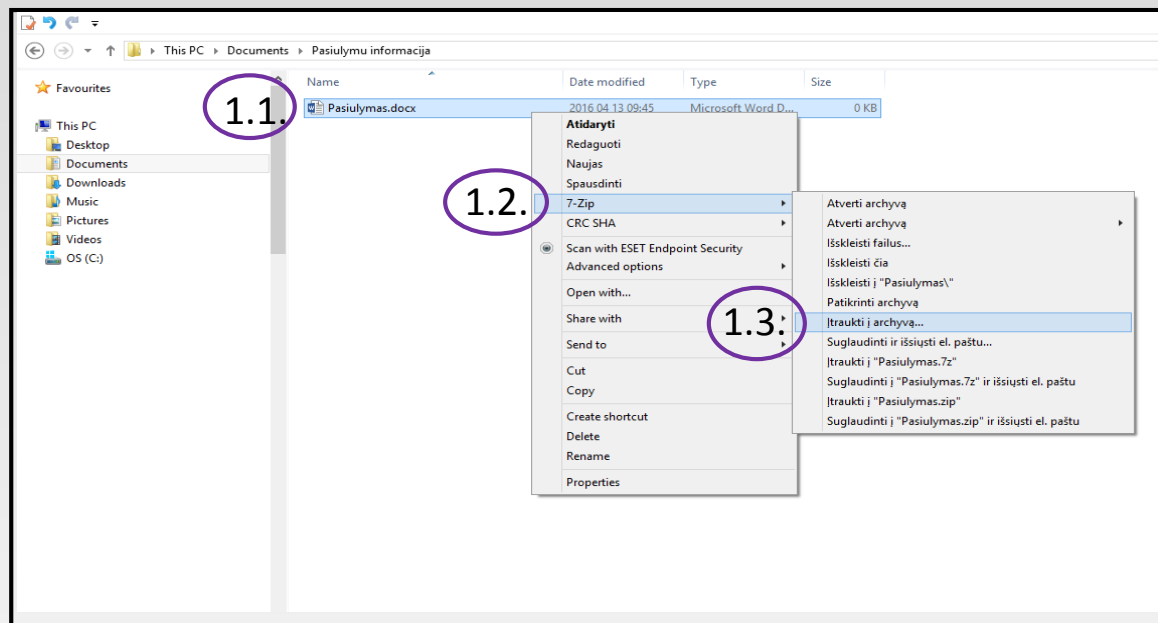 This PC Documents Pasiulymu informacija
Favourites
This PC
Desktop
Documents
Downloads
Music
Pictures
Videos
OS (C:)
Name Date modified Type Size
1.1.
Pasiulymas.docx 2016 04 13 09:45 Microsoft Word D... 0 KB
Atidaryti
Redaguoti
Naujas
Spausdinti
1.2.
7-Zip
CRC SHA
Scan with ESET Endpoint Security
Advanced options
Open with...
Share with
Send to
Cut
Copy
Create shortcut
Delete
Rename
Properties
Atverti archyvą
Atverti archyvą
Išskleisti failus...
Išskleisti čia
Išskleisti į "Pasiulymas\"
Patikrinti archyvą
1.3.
Įtraukti į archyvą...
Suglaudinti ir išsiųsti el. paštu...
Įtraukti į "Pasiulymas.7z"
Suglaudinti į "Pasiulymas.7z" ir išsiųsti el. paštu
Įtraukti į "Pasiulymas.zip"
Suglaudinti į "Pasiulymas.zip" ir išsiųsti el. paštu